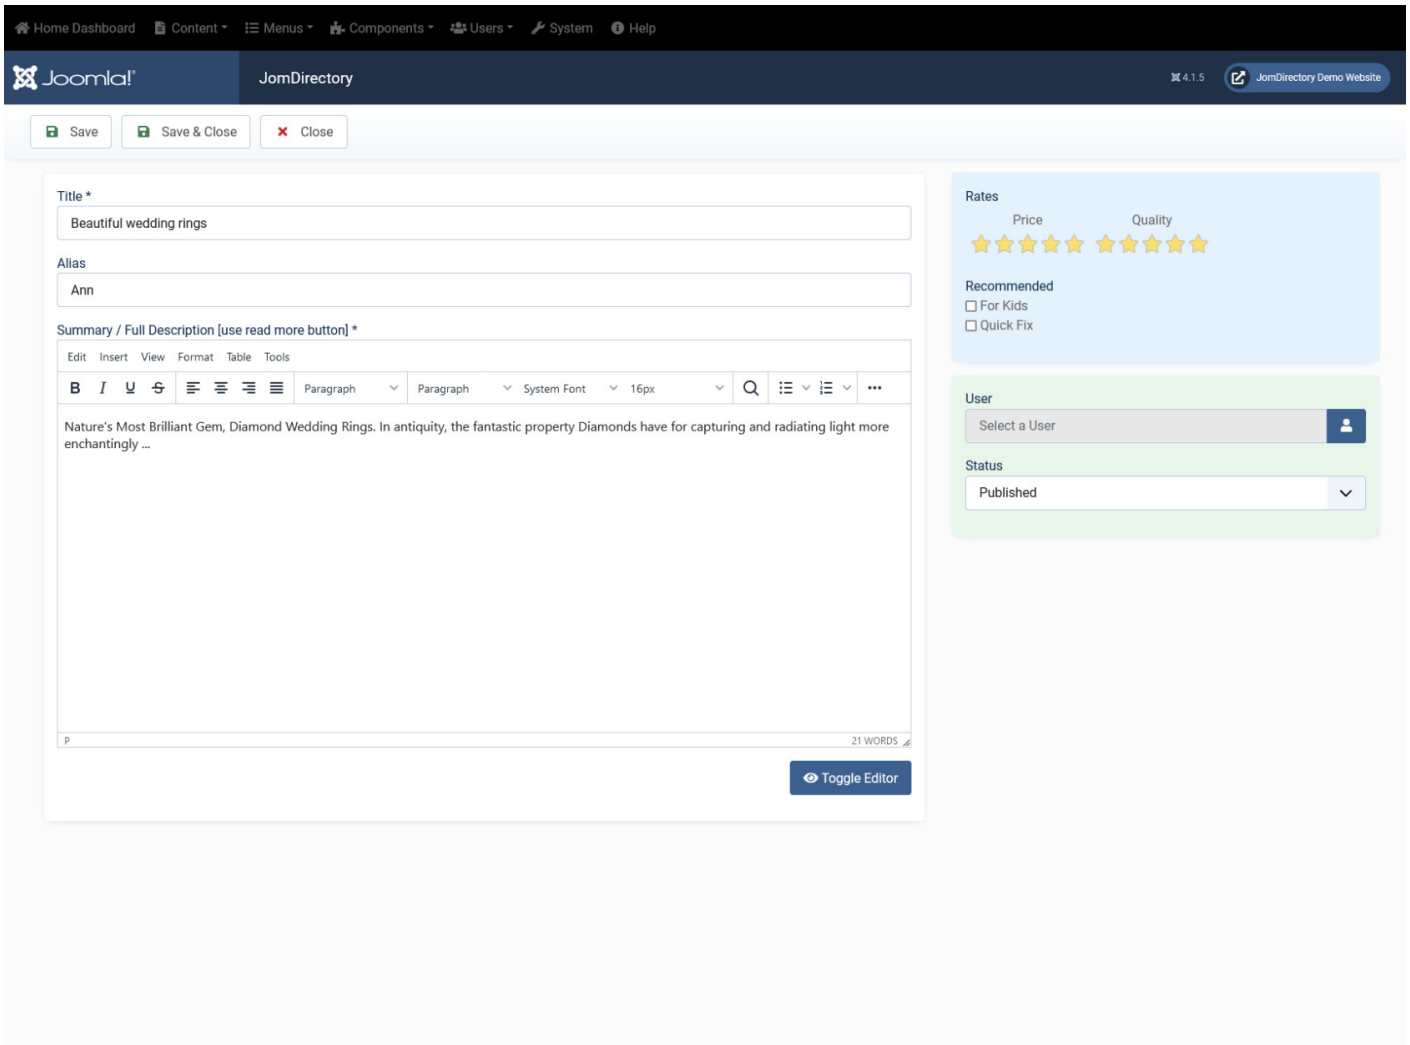 Home Dashboard Content Menus Components Users System Help
Joomla!® JomDirectory 4.1.5 JomDirectory Demo Website
Save Save & Close Close
Title *
Beautiful wedding rings
Alias
Ann
Summary / Full Description [use read more button] *
Edit Insert View Format Table Tools
B I U S Paragraph Paragraph System Font 16px
Nature's Most Brilliant Gem, Diamond Wedding Rings. In antiquity, the fantastic property Diamonds have for capturing and radiating light more
enchantingly ...
P 21 WORDS
Toggle Editor
Rates
Price Quality
Recommended
For Kids
Quick Fix
User
Select a User
Status
Published